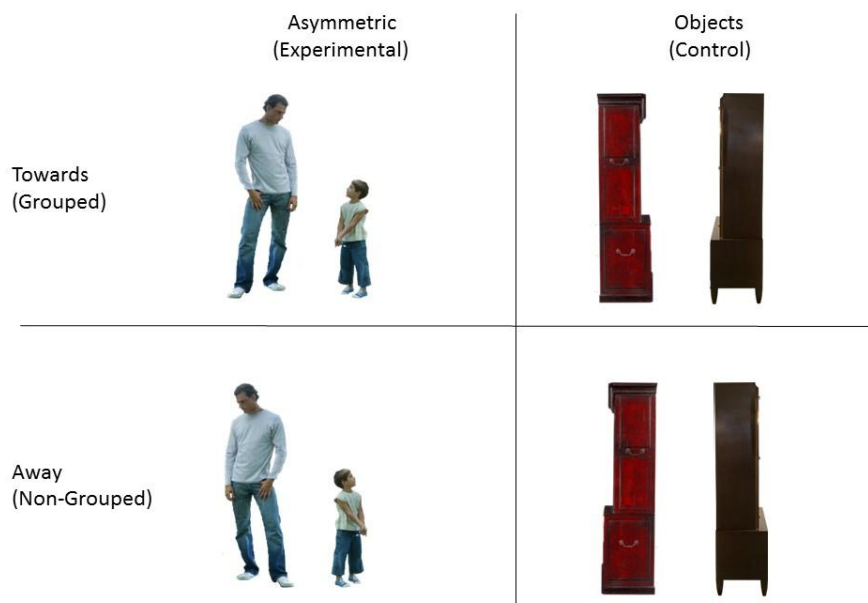 Asymmetric
(Experimental)
Objects
(Control)
Towards
(Grouped)
Away
(Non-Grouped)